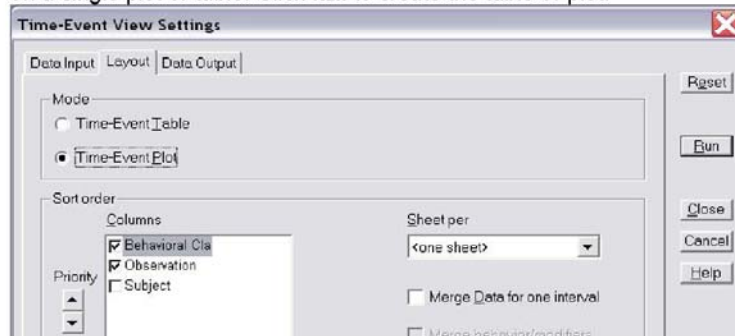 Time-Event View Settings
Data Input Layout Data Output
Reset
Mode
Time-Event Table
Time-Event Plot
Run
Sort order
Columns
Sheet per
Close
Behavioral Cla
<one sheet>
Cancel
Observation
Priority
Subject
Help
Merge Data for one interval
Merge behavior/modifiers